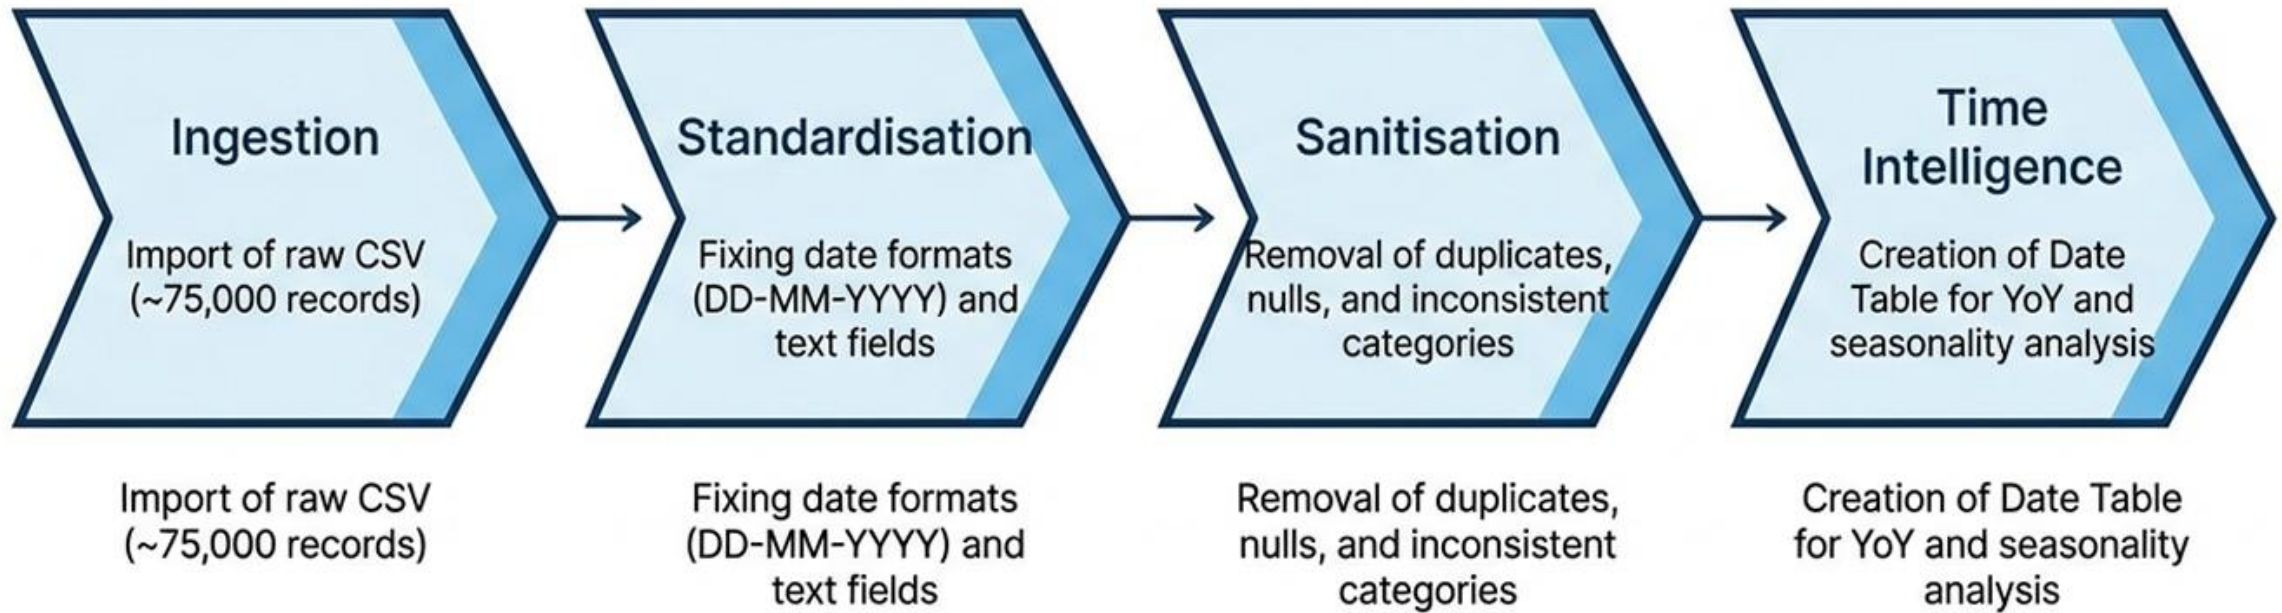 Ingestion
Import of raw CSV
(~75,000 records)
Standardisation
Fixing date formats
(DD-MM-YYYY) and
text fields
Sanitisation
Removal of duplicates,
nulls, and inconsistent
categories
Time
Intelligence
Creation of Date
Table for YoY and
seasonality analysis
Import of raw CSV
(~75,000 records)
Fixing date formats
(DD-MM-YYYY) and
text fields
Removal of duplicates,
nulls, and inconsistent
categories
Creation of Date Table
for YoY and seasonality
analysis